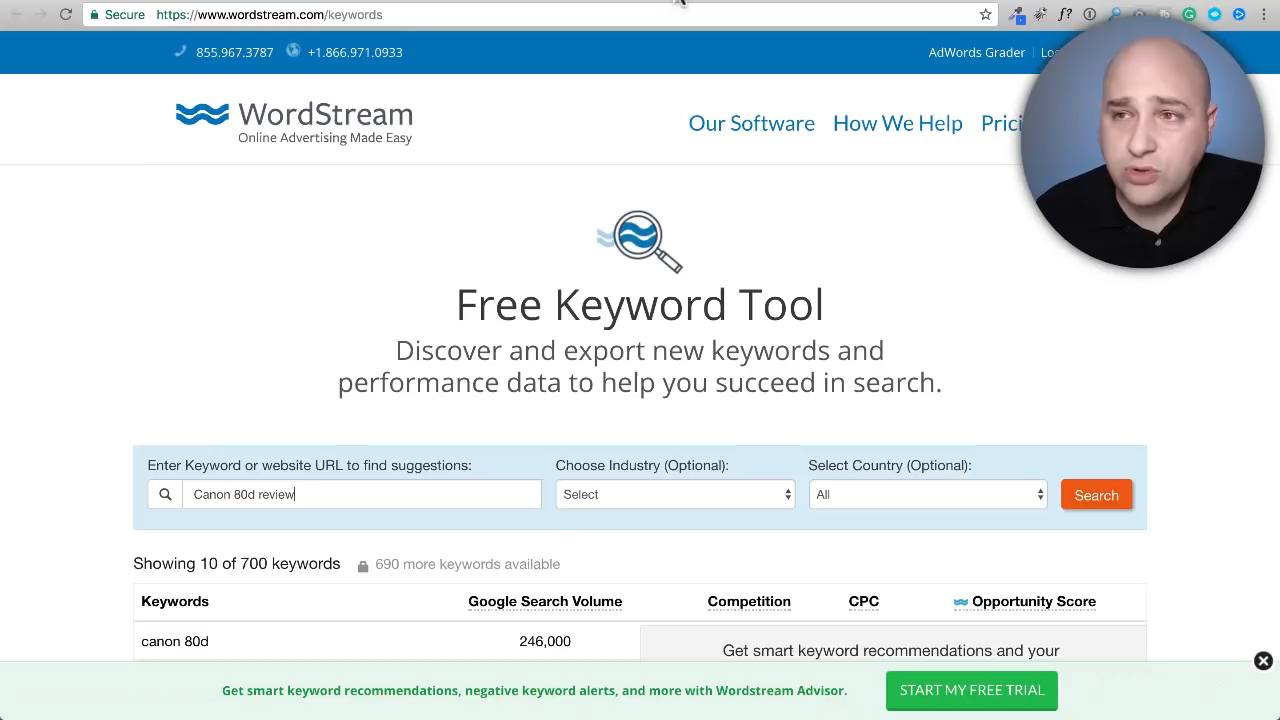 Secure https://www.wordstream.com/keywords
855.967.3787 +1.866.971.0933 AdWords Grader
WordStream
Online Advertising Made Easy
Our Software How We Help
Free Keyword Tool
Discover and export new keywords and
performance data to help you succeed in search.
Enter Keyword or website URL to find suggestions: Choose Industry (Optional): Select Country (Optional):
Canon 80d review Select All Search
Showing 10 of 700 keywords 690 more keywords available
Keywords Google Search Volume Competition CPC Opportunity Score
canon 80d 246,000
Get smart keyword recommendations and your
Get smart keyword recommendations, negative keyword alerts, and more with Wordstream Advisor. START MY FREE TRIAL